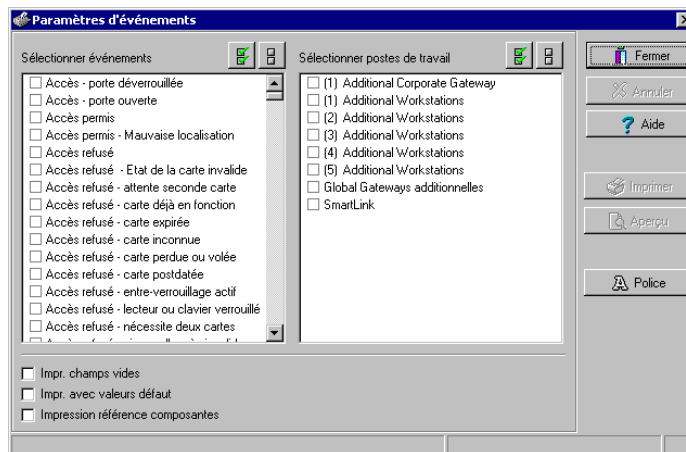 Paramètres d'événements
Sélectionner événements
Accès - porte déverrouillée
Accès - porte ouverte
Accès permis
Accès permis - Mauvaise localisation
Accès refusé
Accès refusé - Etat de la carte invalide
Accès refusé - attente seconde carte
Accès refusé - carte déjà en fonction
Accès refusé - carte expirée
Accès refusé - carte inconnue
Accès refusé - carte perdue ou volée
Accès refusé - carte postdatée
Accès refusé - entre-verrouillage actif
Accès refusé - lecteur ou clavier verrouillé
Accès refusé - nécessite deux cartes
Sélectionner postes de travail
(1) Additional Corporate Gateway
(1) Additional Workstations
(2) Additional Workstations
(3) Additional Workstations
(4) Additional Workstations
(5) Additional Workstations
Global Gateways additionnelles
SmartLink
Fermer
Annuler
Aide
Imprimer
Aperçu
Police
Impr. champs vides
Impr. avec valeurs défaut
Impression référence composantes